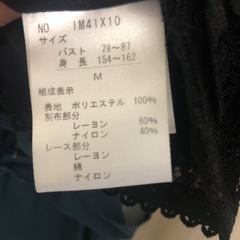 NO IM41X10
サイズ
バスト 79～87
身 長 154～162
M
組成表示
表地 ポリエステル 100%
別布部分
レーヨン 60%
ナイロン 40%
レース部分
レーヨン
綿
ナイロン